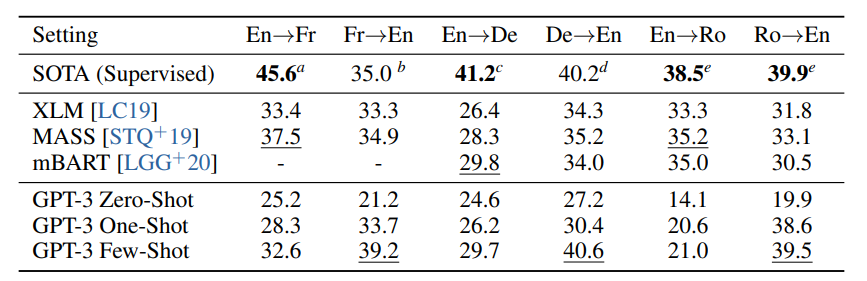 Setting En→Fr Fr→En En→De De→En En→Ro Ro→En
SOTA (Supervised) 45.6ᵃ 35.0 ᵇ 41.2ᶜ 40.2ᵈ 38.5ᵉ 39.9ᵉ
XLM [LC19] 33.4 33.3 26.4 34.3 33.3 31.8
MASS [STQ⁺19] 37.5 34.9 28.3 35.2 35.2 33.1
mBART [LGG⁺20] - - 29.8 34.0 35.0 30.5
GPT-3 Zero-Shot 25.2 21.2 24.6 27.2 14.1 19.9
GPT-3 One-Shot 28.3 33.7 26.2 30.4 20.6 38.6
GPT-3 Few-Shot 32.6 39.2 29.7 40.6 21.0 39.5